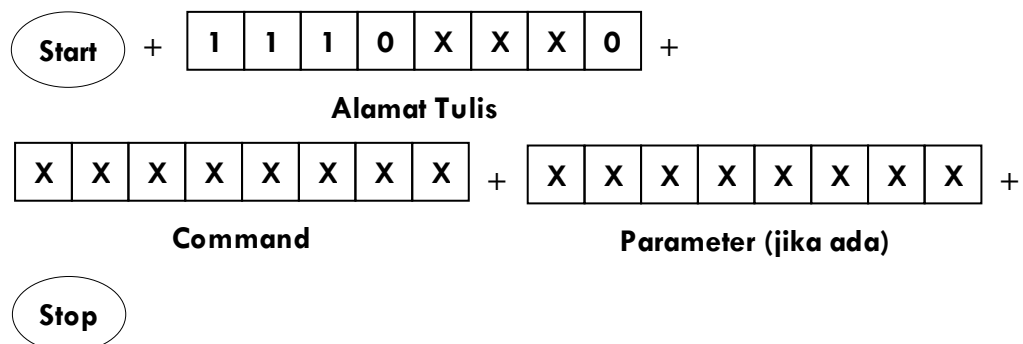 Start + 1 1 1 0 X X X 0 +
Alamat Tulis
X X X X X X X X + X X X X X X X X +
Command Parameter (jika ada)
Stop